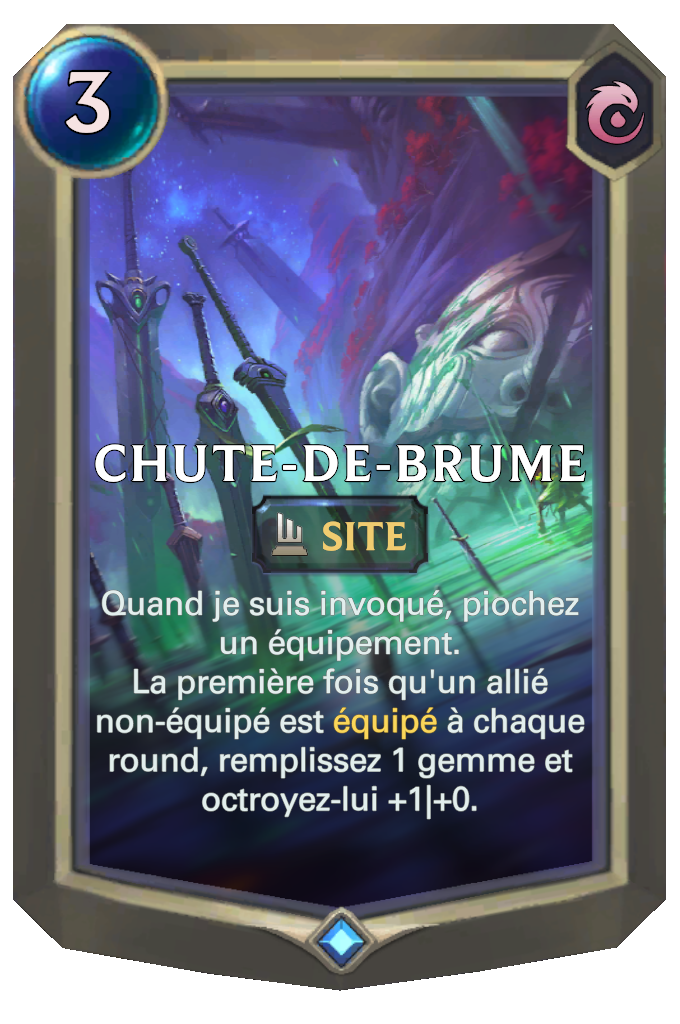 3
CHUTE-DE-BRUME
SITE
Quand je suis invoqué, piochez
un équipement.
La première fois qu'un allié
non-équipé est équipé à chaque
round, remplissez 1 gemme et
octroyez-lui +1|+0.